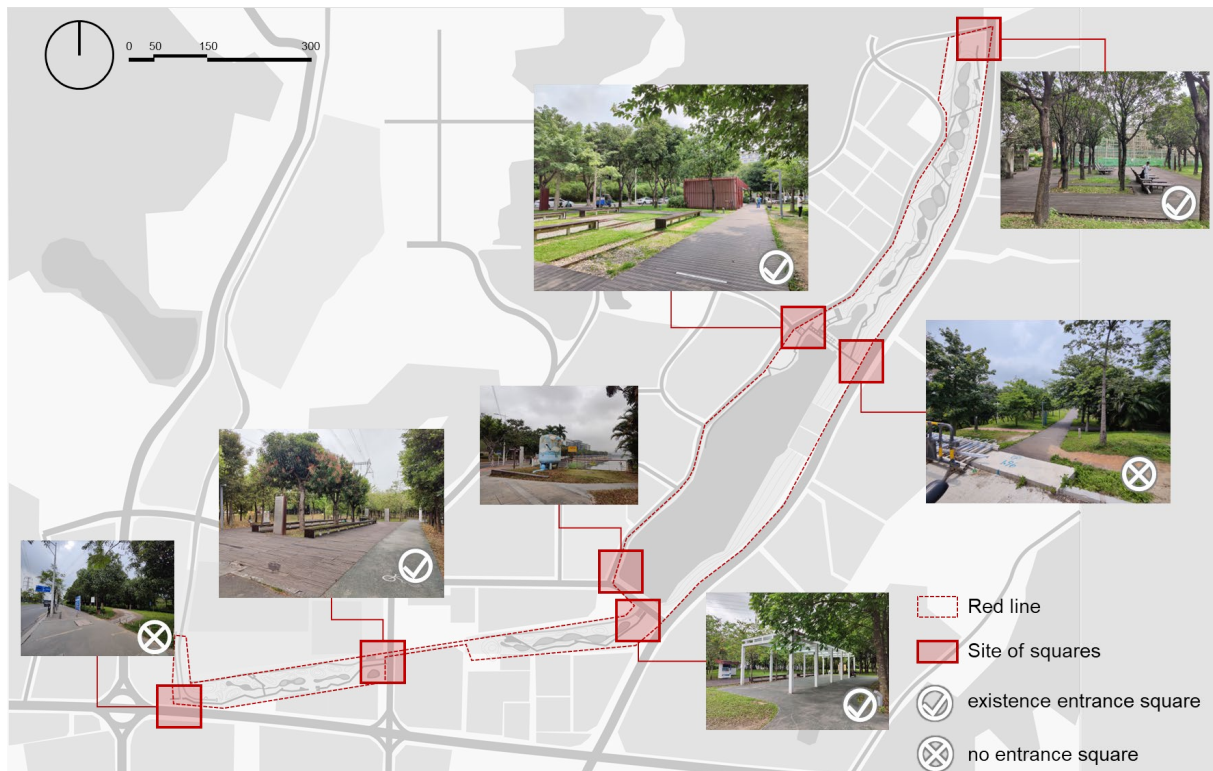 0 50 150 300
Red line
Site of squares
existence entrance square
no entrance square